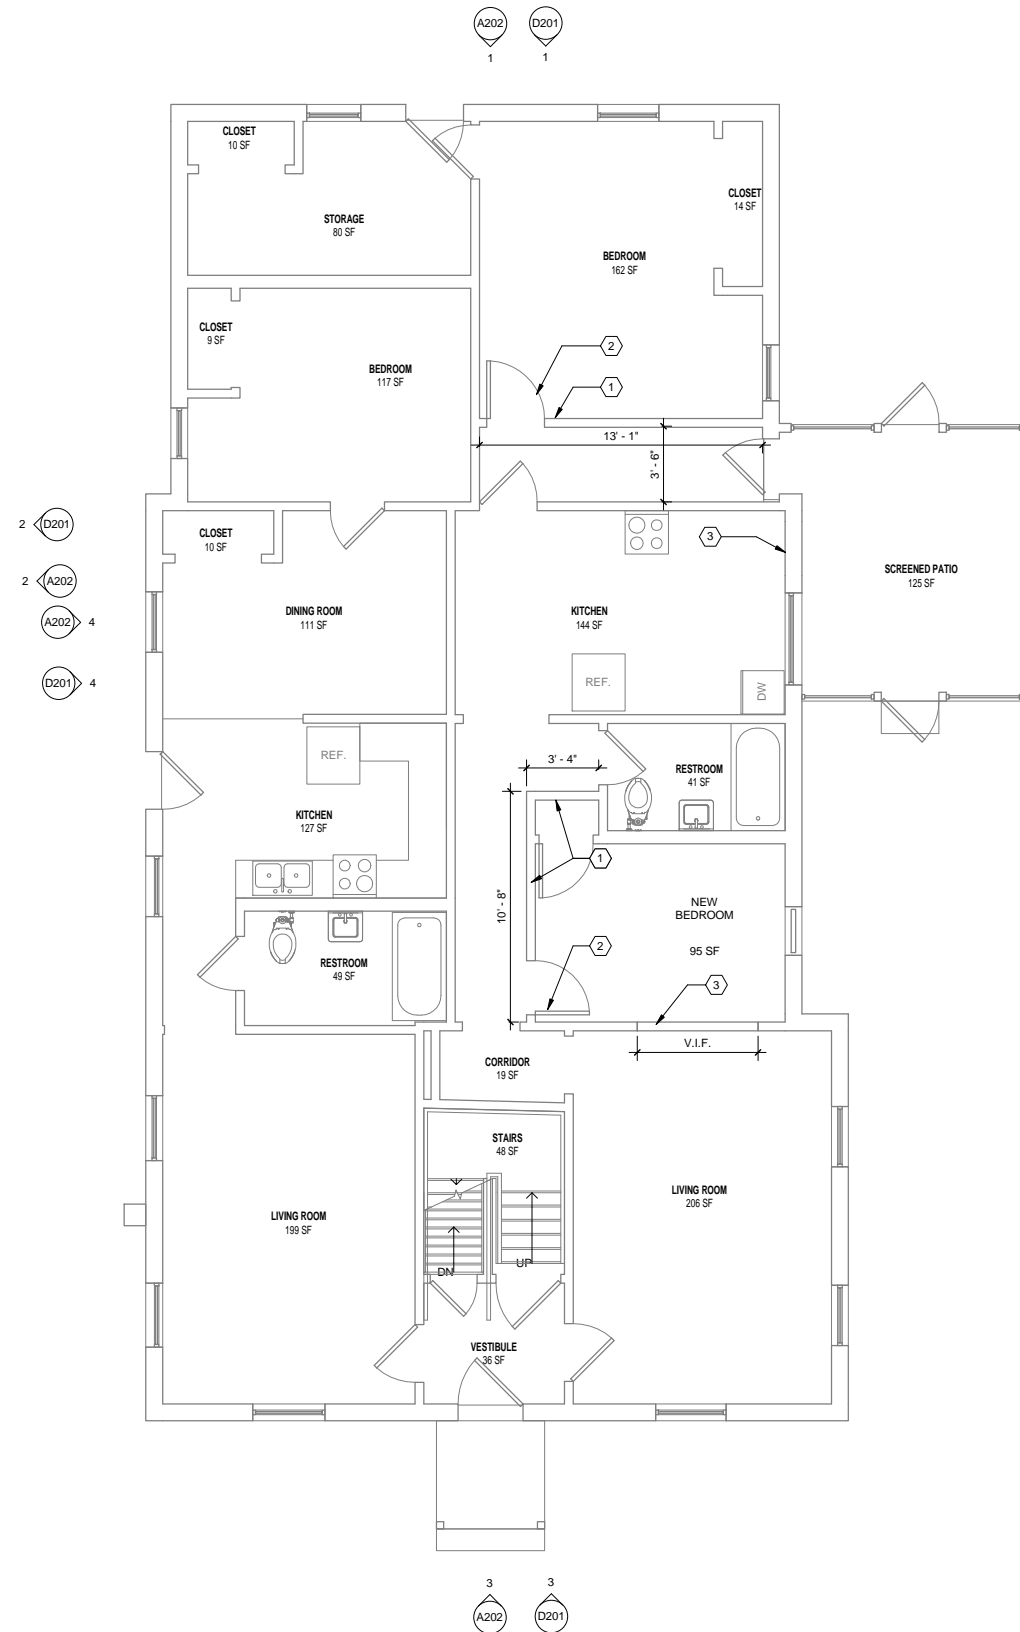 A202 D201
1 1
CLOSET
10 SF
STORAGE
80 SF
CLOSET
14 SF
BEDROOM
162 SF
CLOSET
9 SF
BEDROOM
117 SF
2
1
13' - 1"
3' - 6"
2 D201
2 A202
A202 4
D201 4
CLOSET
10 SF
3
SCREENED PATIO
125 SF
DINING ROOM
111 SF
KITCHEN
144 SF
REF.
DW
REF.
3' - 4"
RESTROOM
41 SF
KITCHEN
127 SF
1
10' - 8"
NEW
BEDROOM
95 SF
2
RESTROOM
49 SF
3
V.I.F.
CORRIDOR
19 SF
STAIRS
48 SF
LIVING ROOM
206 SF
LIVING ROOM
199 SF
DN
UP
VESTIBULE
36 SF
3 3
A202 D201